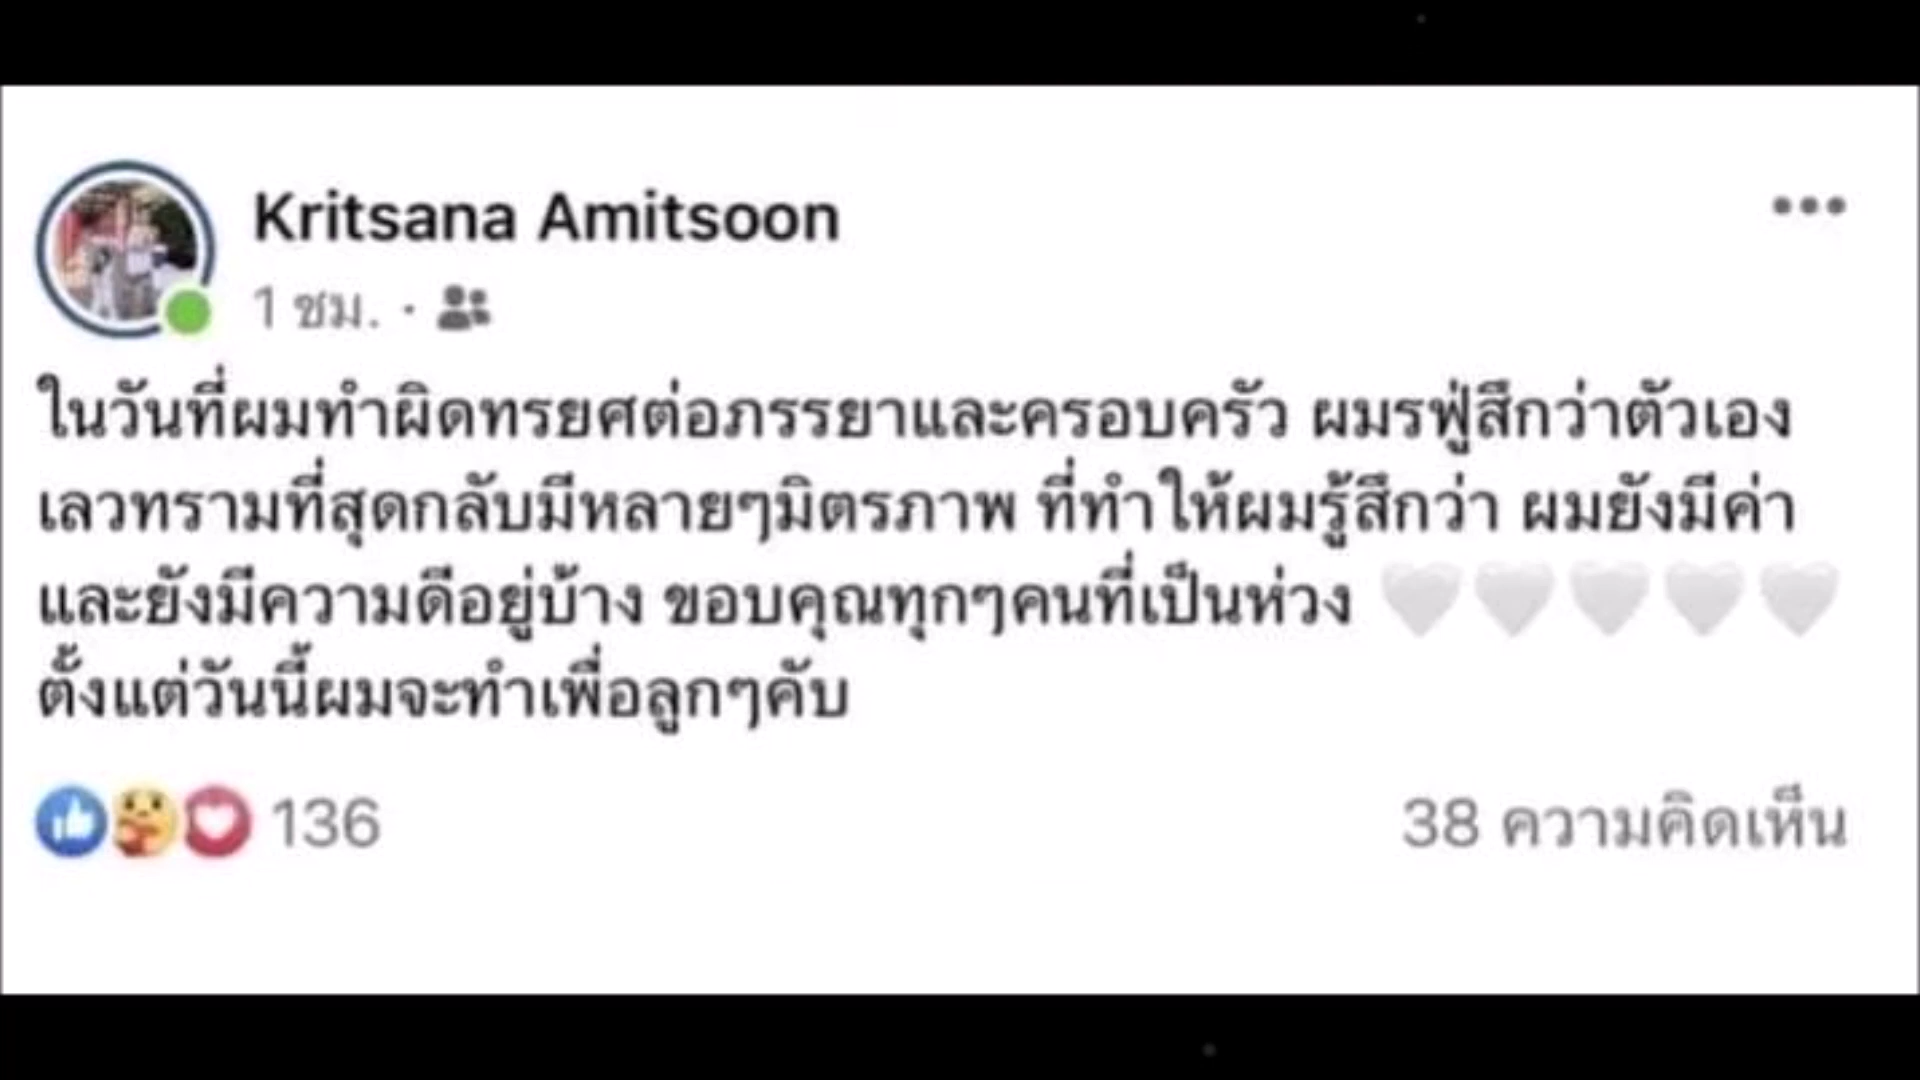 Kritsana Amitsoon
1 ชม. ·
ในวันที่ผมทำผิดทรยศต่อภรรยาและครอบครัว ผมรฟู่สึกว่าตัวเอง
เลวทรามที่สุดกลับมีหลายๆมิตรภาพ ที่ทำให้ผมรู้สึกว่า ผมยังมีค่า
และยังมีความดีอยู่บ้าง ขอบคุณทุกๆคนที่เป็นห่วง 🤍🤍🤍🤍🤍
ตั้งแต่วันนี้ผมจะทำเพื่อลูกๆคับ
136
38 ความคิดเห็น